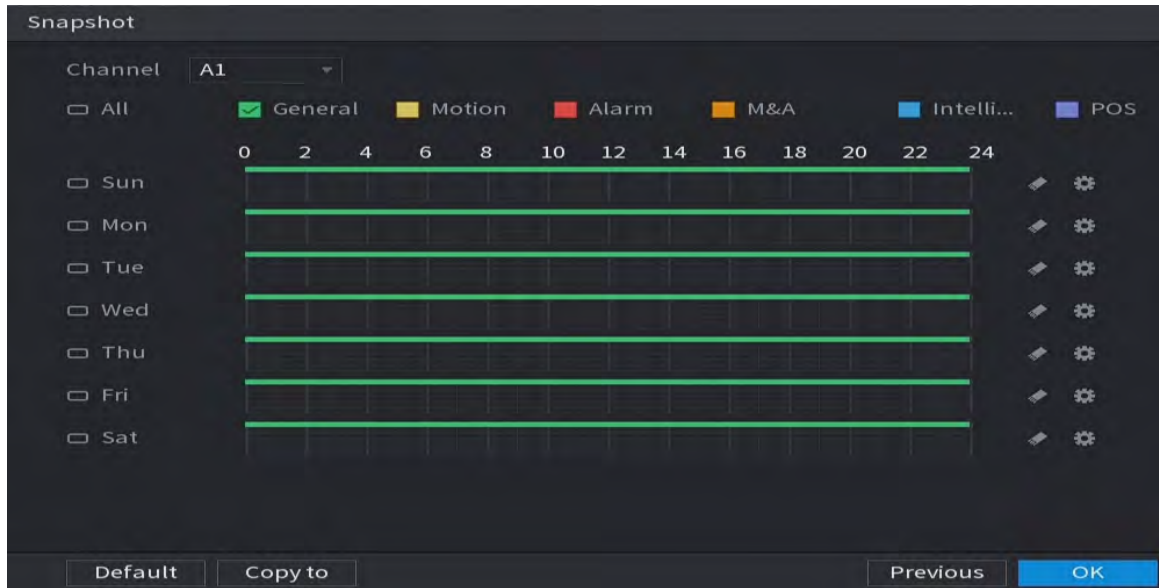 Snapshot
Channel A1
All General Motion Alarm M&A Intelli... POS
0 2 4 6 8 10 12 14 16 18 20 22 24
Sun
Mon
Tue
Wed
Thu
Fri
Sat
Default Copy to Previous OK